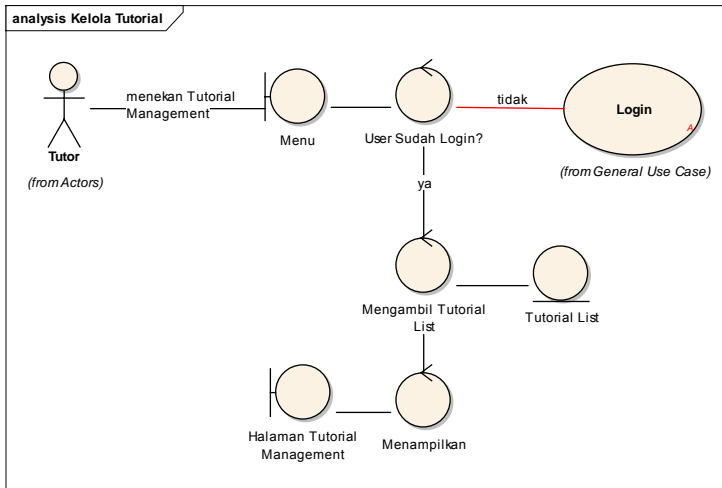 analysis Kelola Tutorial
menekan Tutorial
Management
tidak
Login
A
Menu
User Sudah Login?
Tutor
(from Actors)
(from General Use Case)
ya
Mengambil Tutorial
List
Tutorial List
Halaman Tutorial
Management
Menampilkan